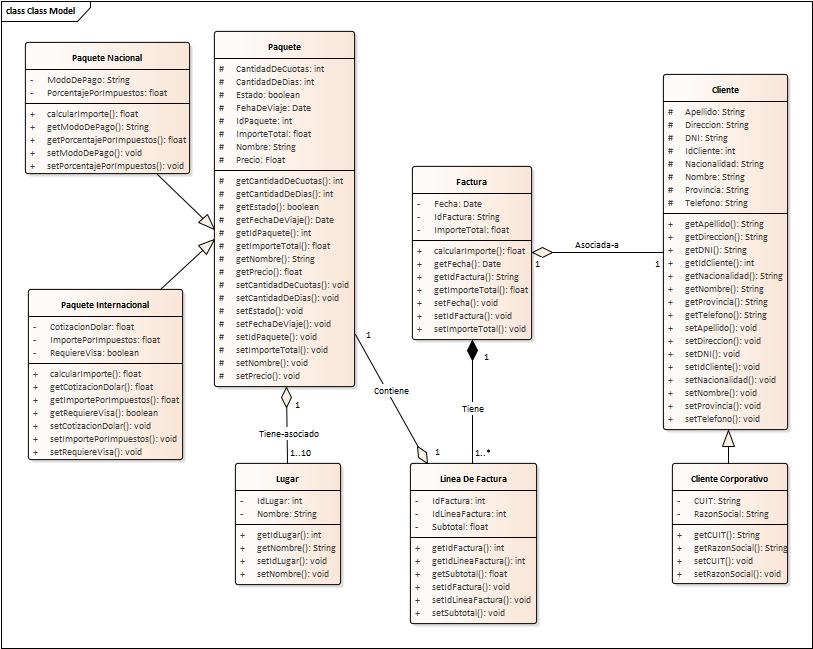 class Class Model
Paquete Nacional
- ModoDePago: String
- PorcentajePorImpuestos: float
+ calcularImporte(): float
+ getModoDePago(): String
+ getPorcentajePorImpuestos(): float
+ setModoDePago(): void
+ setPorcentajePorImpuestos(): void
Paquete
# CantidadDeCuotas: int
# CantidadDeDias: int
# Estado: boolean
# FehaDeViaje: Date
# IdPaquete: int
# ImporteTotal: float
# Nombre: String
# Precio: Float
# getCantidadDeCuotas(): int
# getCantidadDeDias(): int
# getEstado(): boolean
# getFechaDeViaje(): Date
# getIdPaquete(): int
# getImporteTotal(): float
# getNombre(): String
# getPrecio(): float
# setCantidadDeCuotas: void
# setCantidadDeDias: void
# setEstado(): void
# setFechaDeViaje(): void
# setIdPaquete(): void
# setImporteTotal(): void
# setNombre(): void
# setPrecio(): void
Paquete Internacional
- CotizacionDolar: float
- ImportePorImpuestos: float
- RequiereVisa: boolean
+ calcularImporte(): float
+ getCotizacionDolar(): float
+ getImportePorImpuestos(): float
+ getRequiereVisa(): boolean
+ setCotizacionDolar(): void
+ setImportePorImpuestos(): void
+ setRequiereVisa(): void
1
Tiene-asociado
1..10
Lugar
- IdLugar: int
- Nombre: String
+ getIdLugar(): int
+ getNombre(): String
+ setIdLugar(): void
+ setNombre(): void
1
Contiene
1
Factura
- Fecha: Date
- IdFactura: String
- ImporteTotal: float
+ calcularImporte(): float
+ getFecha(): Date
+ getIdFactura(): String
+ getImporteTotal(): float
+ setFecha(): void
+ setIdFactura(): void
+ setImporteTotal(): void
1
Tiene
1..*
Linea De Factura
- IdFactura: int
- IdLineaFactura: int
- Subtotal: float
+ getIdFactura(): int
+ getIdLineaFactura(): int
+ getSubtotal(): float
+ setIdFactura(): void
+ setIdLineaFactura(): void
+ setSubtotal(): void
Asociada-a
1
1
Cliente
# Apellido: String
# Direccion: String
# DNI: String
# IdCliente: int
# Nacionalidad: String
# Nombre: String
# Provincia: String
# Telefono: String
+ getApellido(): String
+ getDireccion(): String
+ getDNI(): String
+ getIdCliente(): int
+ getNacionalidad(): String
+ getNombre(): String
+ getProvincia(): String
+ getTelefono(): String
+ setApellido(): void
+ setDireccion(): void
+ setDNI(): void
+ setIdCliente(): void
+ setNacionalidad(): void
+ setNombre(): void
+ setProvincia(): void
+ setTelefono(): void
Cliente Corporativo
- CUIT: String
- RazonSocial: String
+ getCUIT(): String
+ getRazonSocial(): String
+ setCUIT(): void
+ setRazonSocial(): void